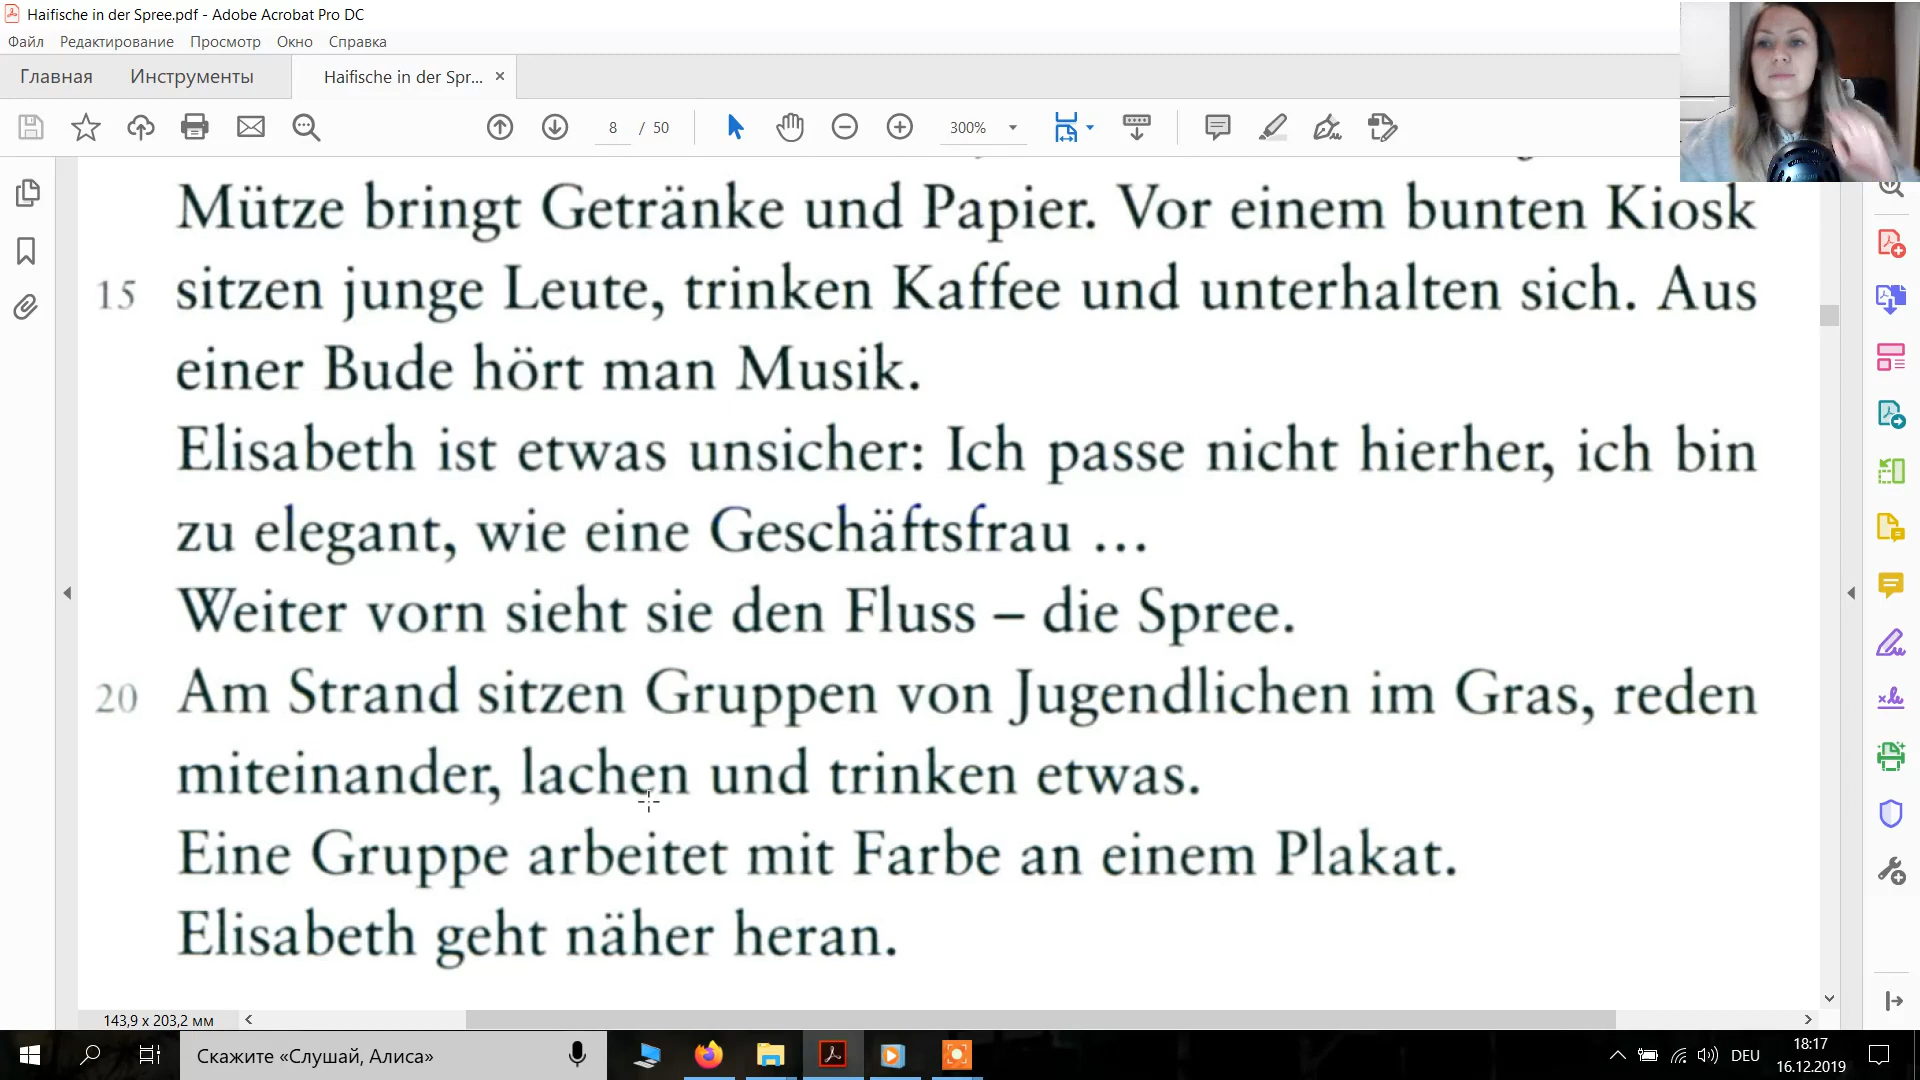 Haifische in der Spree.pdf - Adobe Acrobat Pro DC
Файл Редактирование Просмотр Окно Справка
Главная Инструменты Haifische in der Spr... ×
8 / 50 300%
Mütze bringt Getränke und Papier. Vor einem bunten Kiosk
15 sitzen junge Leute, trinken Kaffee und unterhalten sich. Aus
einer Bude hört man Musik.
Elisabeth ist etwas unsicher: Ich passe nicht hierher, ich bin
zu elegant, wie eine Geschäftsfrau ...
Weiter vorn sieht sie den Fluss – die Spree.
20 Am Strand sitzen Gruppen von Jugendlichen im Gras, reden
miteinander, lachen und trinken etwas.
Eine Gruppe arbeitet mit Farbe an einem Plakat.
Elisabeth geht näher heran.
143,9 x 203,2 мм
Скажите «Слушай, Алиса»
DEU
18:17
16.12.2019